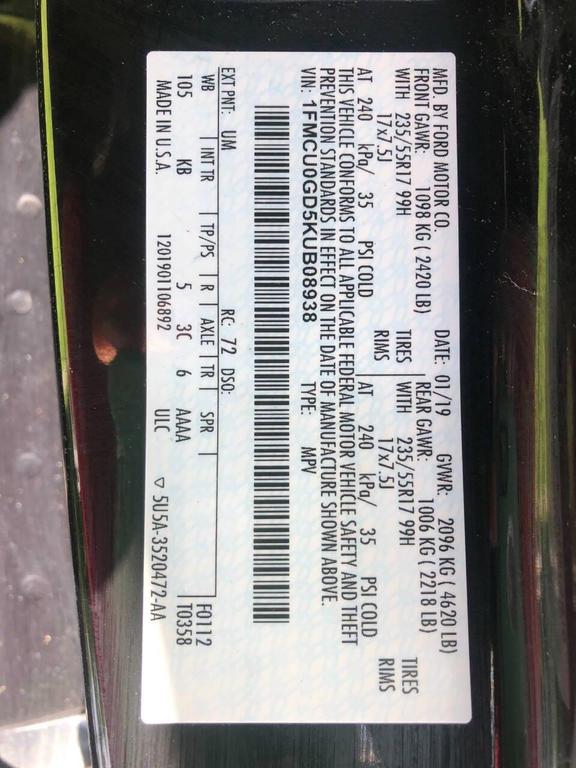 MFD. BY FORD MOTOR CO. DATE: 01/19 GVWR: 2096 KG ( 4620 LB)
FRONT GAWR: 1098 KG ( 2420 LB) REAR GAWR: 1006 KG ( 2218 LB)
WITH 235/55R17 99H TIRES WITH 235/55R17 99H TIRES
17x7.5J RIMS 17x7.5J RIMS
AT 240 kPa/ 35 PSI COLD AT 240 kPa/ 35 PSI COLD
THIS VEHICLE CONFORMS TO ALL APPLICABLE FEDERAL MOTOR VEHICLE SAFETY AND THEFT
PREVENTION STANDARDS IN EFFECT ON THE DATE OF MANUFACTURE SHOWN ABOVE.
VIN: 1FMCU0GD5KUB08938 TYPE: MPV
EXT PNT: UM RC: 72 DSO: F0112
WB INT TR TP/PS R AXLE TR SPR T0358
105 KB 5 3C 6 AAAA
MADE IN U.S.A. 1201901106892 ULC ▽ 5U5A-3520472-AA